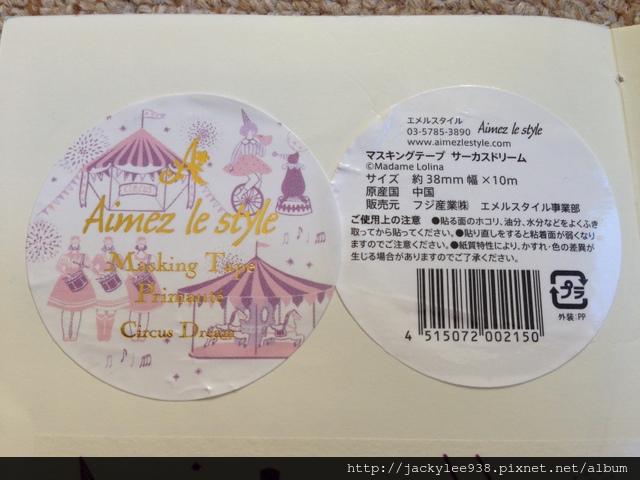 CIRCUS
A
Aimez le style
Masking Tape
Primante
Circus Dream
エメルスタイル
03-5785-3890 Aimez le style
www.aimezlestyle.com
マスキングテープ サーカスドリーム
©Madame Lolina
サイズ 約38mm幅×10m
原産国 中国
販売元 フジ産業㈱ エメルスタイル事業部
ご使用上の注意 ●貼る面のホコリ、油分、水分などをよくふき
取ってから貼ってください。●貼り直しをすると粘着面が弱くなり
ますのでご注意ください。●紙質特性により、かすれ・色の差異が
生じる場合がありますのでご了承ください。
4 515072 002150
プラ
外装:PP
http://jackylee938.pixnet.net/album